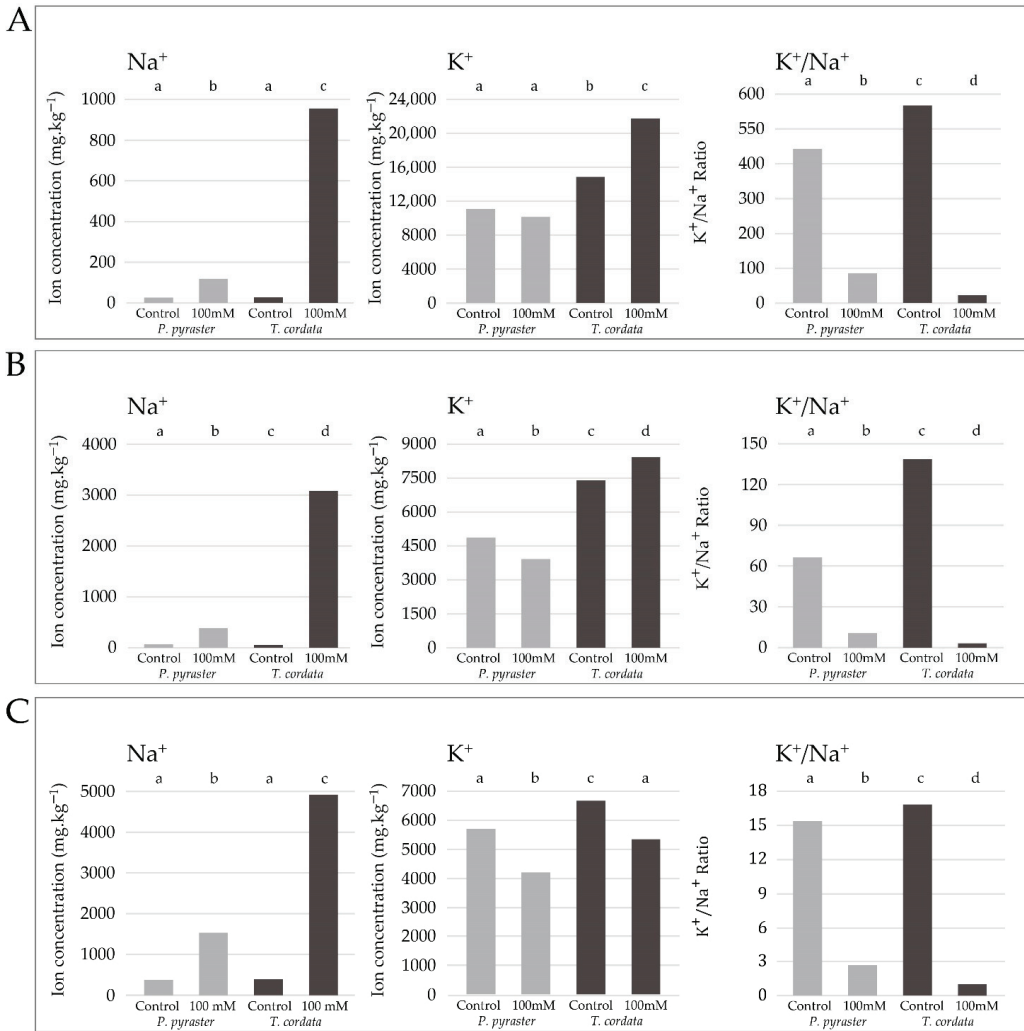 A
Na⁺
a b a c
Ion concentration (mg.kg⁻¹)
1000
800
600
400
200
0
Control 100mM Control 100mM
P. pyraster T. cordata
K⁺
a a b c
Ion concentration (mg.kg⁻¹)
24,000
22,000
16,000
12,000
8000
4,000
0
Control 100mM Control 100mM
P. pyraster T. cordata
K⁺/Na⁺
a b c d
K⁺/Na⁺ Ratio
600
550
400
300
200
100
0
Control 100mM Control 100mM
P. pyraster T. cordata
B
Na⁺
a b c d
Ion concentration (mg.kg⁻¹)
4000
3000
2000
1000
0
Control 100mM Control 100mM
P. pyraster T. cordata
K⁺
a b c d
Ion concentration (mg.kg⁻¹)
9000
7500
6000
4500
3000
1500
0
Control 100mM Control 100mM
P. pyraster T. cordata
K⁺/Na⁺
a b c d
K⁺/Na⁺ Ratio
150
120
90
60
30
0
Control 100mM Control 100mM
P. pyraster T. cordata
C
Na⁺
a b a c
Ion concentration (mg.kg⁻¹)
5000
4000
3000
2000
1000
0
Control 100 mM Control 100 mM
P. pyraster T. cordata
K⁺
a b c a
Ion concentration (mg.kg⁻¹)
7000
6000
5000
4000
3000
2000
1000
0
Control 100mM Control 100mM
P. pyraster T. cordata
K⁺/Na⁺
a b c d
K⁺/Na⁺ Ratio
18
15
12
9
6
3
0
Control 100mM Control 100mM
P. pyraster T. cordata